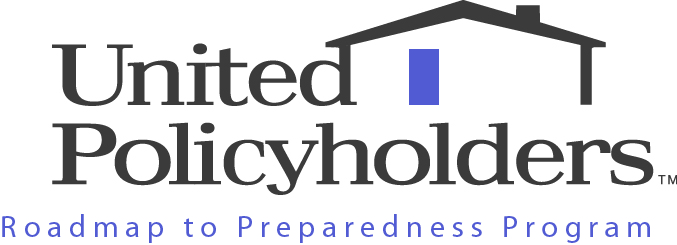 United
Policyholders™
Roadmap to Preparedness Program